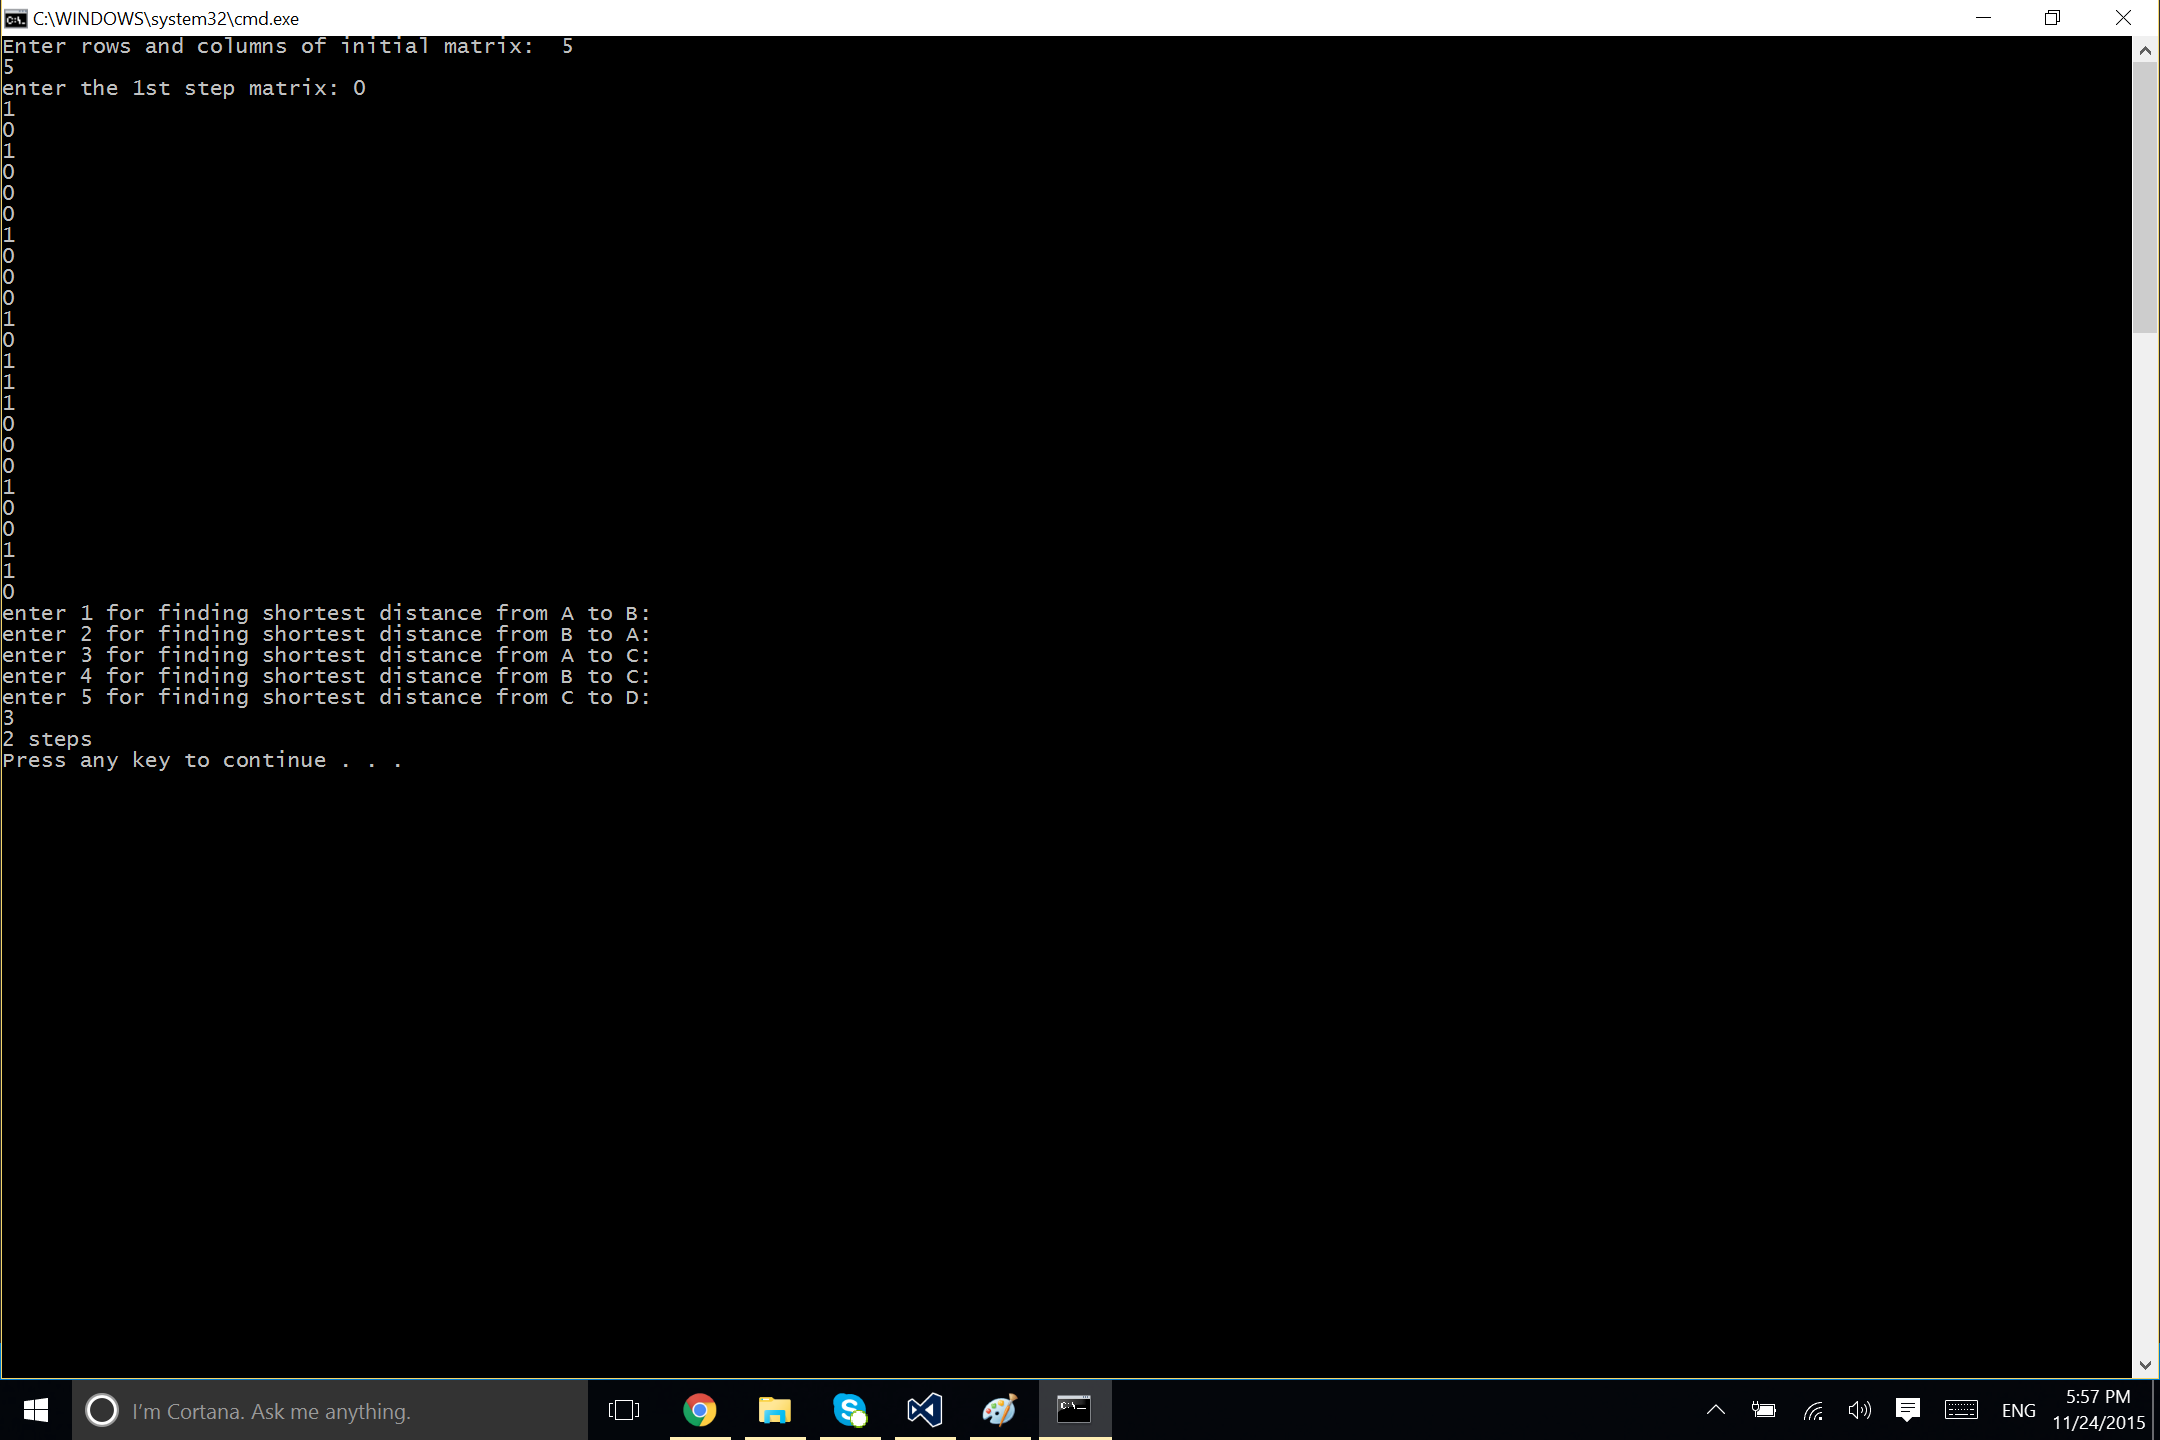 C:\WINDOWS\system32\cmd.exe
Enter rows and columns of initial matrix:  5
5
enter the 1st step matrix: 0
1
0
1
0
0
0
1
0
0
0
1
0
1
1
1
0
0
0
1
0
0
1
1
0
enter 1 for finding shortest distance from A to B:
enter 2 for finding shortest distance from B to A:
enter 3 for finding shortest distance from A to C:
enter 4 for finding shortest distance from B to C:
enter 5 for finding shortest distance from C to D:
3
2 steps
Press any key to continue . . .
I'm Cortana. Ask me anything.
ENG
5:57 PM
11/24/2015